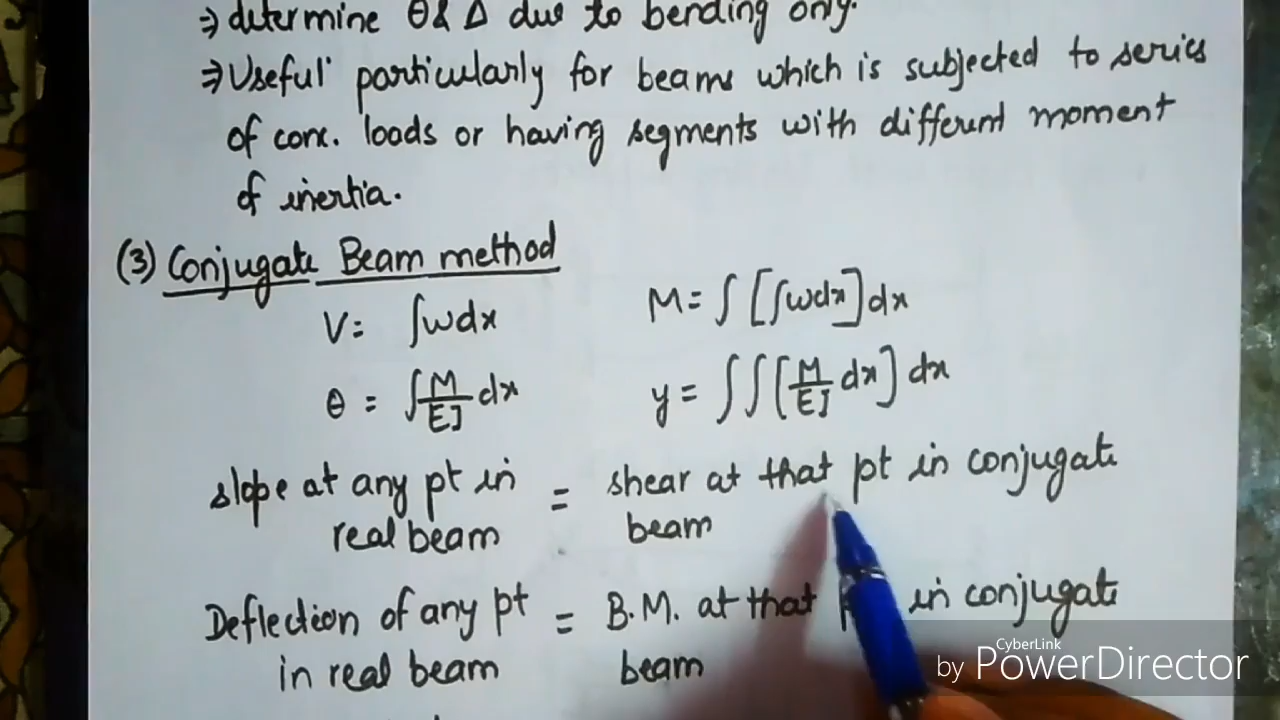 ⇒ determine θ & Δ due to bending only.
⇒ Useful particularly for beams which is subjected to series
of conc. loads or having segments with different moment
of inertia.
(3) Conjugate Beam method
V = ∫wdx M = ∫[∫wdx]dx
θ = ∫M/EI dx y = ∫∫[M/EI dx] dx
slope at any pt in = shear at that pt in conjugate
real beam beam
Deflection of any pt = B.M. at that in conjugate
in real beam beam
CyberLink
by PowerDirector